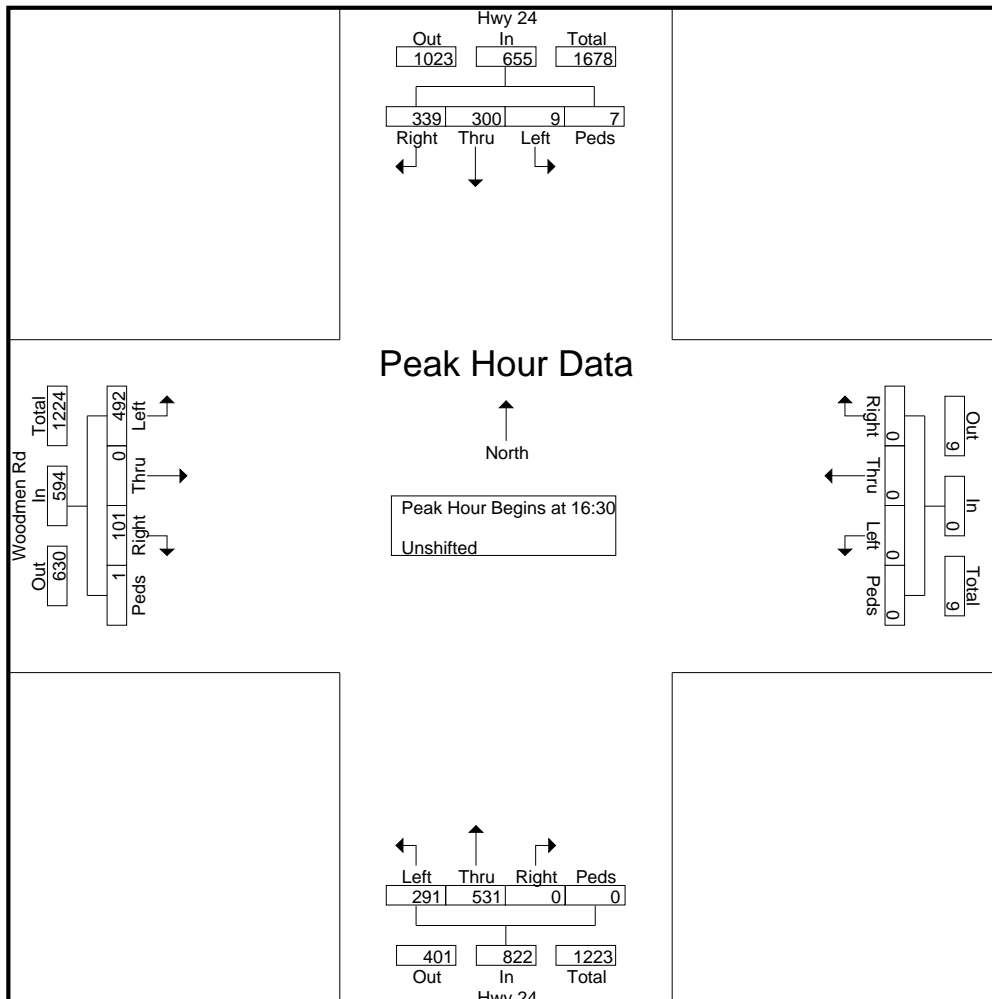 Hwy 24
Out In Total
1023 655 1678
339 300 9 7
Right Thru Left Peds
Peak Hour Data
North
Peak Hour Begins at 16:30
Unshifted
Woodmen Rd
Total In Out
1224 594 630
492 0 101 1
Left Thru Right Peds
Right Thru Left Peds
0 0 0 0
Out In Total
9 0 9
Left Thru Right Peds
291 531 0 0
401 822 1223
Out In Total
Hwy 24